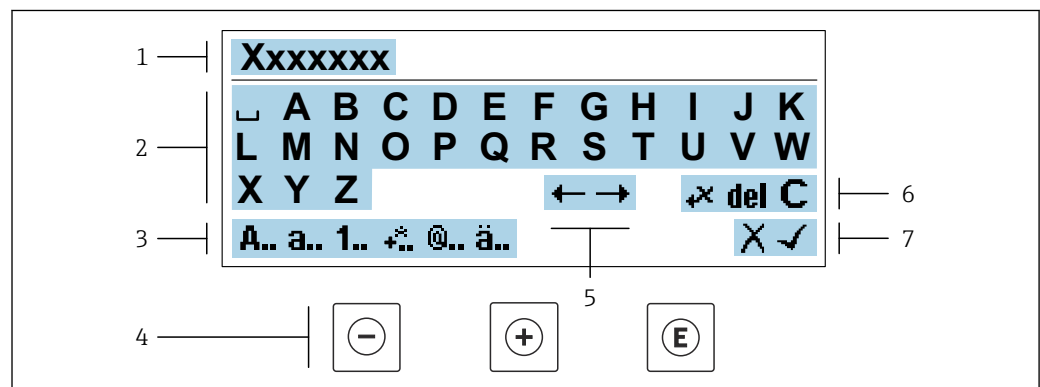 1 Xxxxxxx
2 ␣ A B C D E F G H I J K
L M N O P Q R S T U V W
X Y Z ← → ↚x del C 6
3 A.. a.. 1.. +*.. @.. ä.. X ✓ 7
5
4 − + E